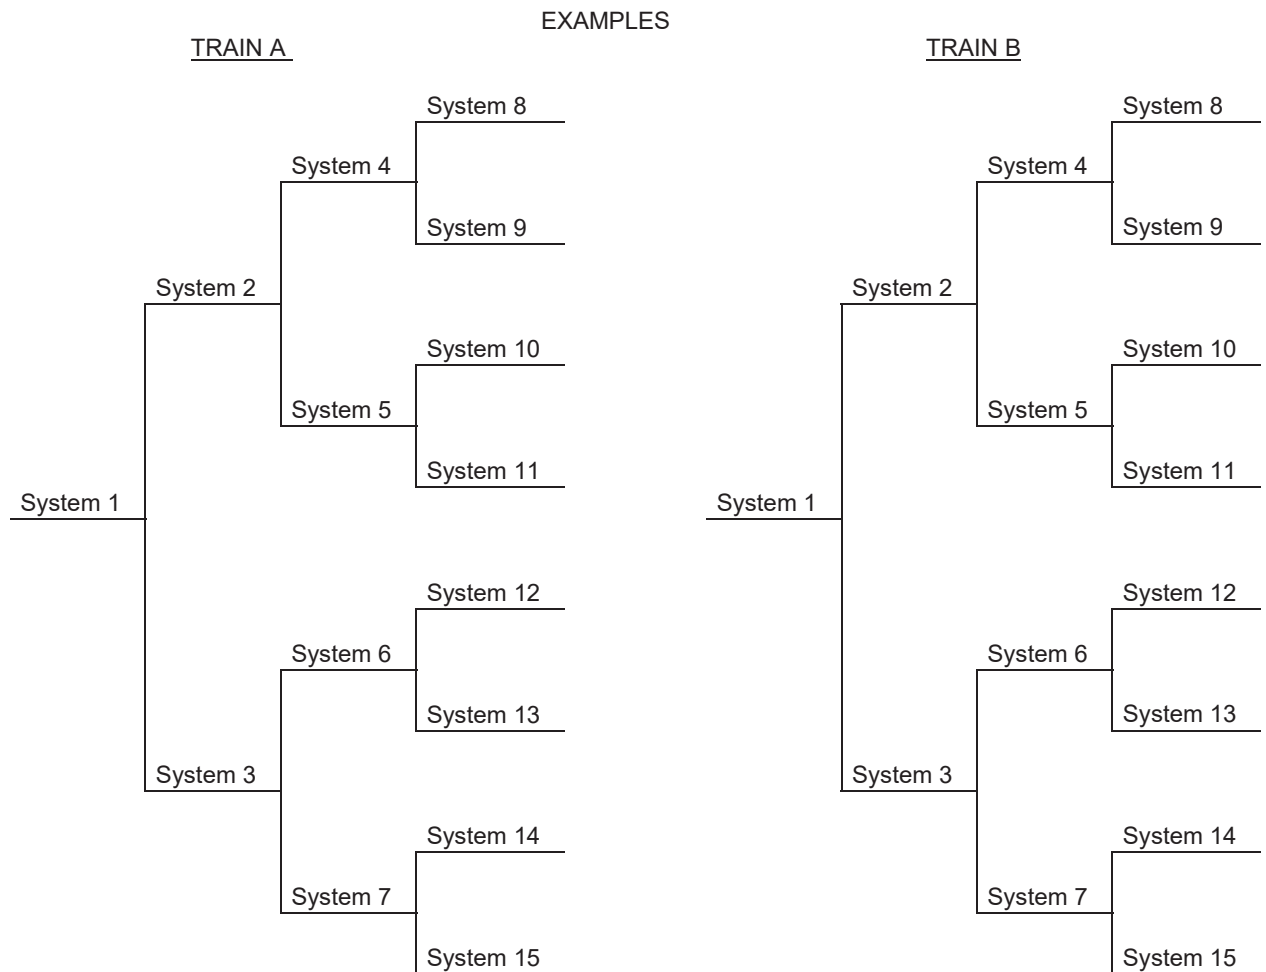 EXAMPLES
TRAIN A
TRAIN B
System 8
System 8
System 4
System 4
System 9
System 9
System 2
System 2
System 10
System 10
System 5
System 5
System 11
System 11
System 1
System 1
System 12
System 12
System 6
System 6
System 13
System 13
System 3
System 3
System 14
System 14
System 7
System 7
System 15
System 15